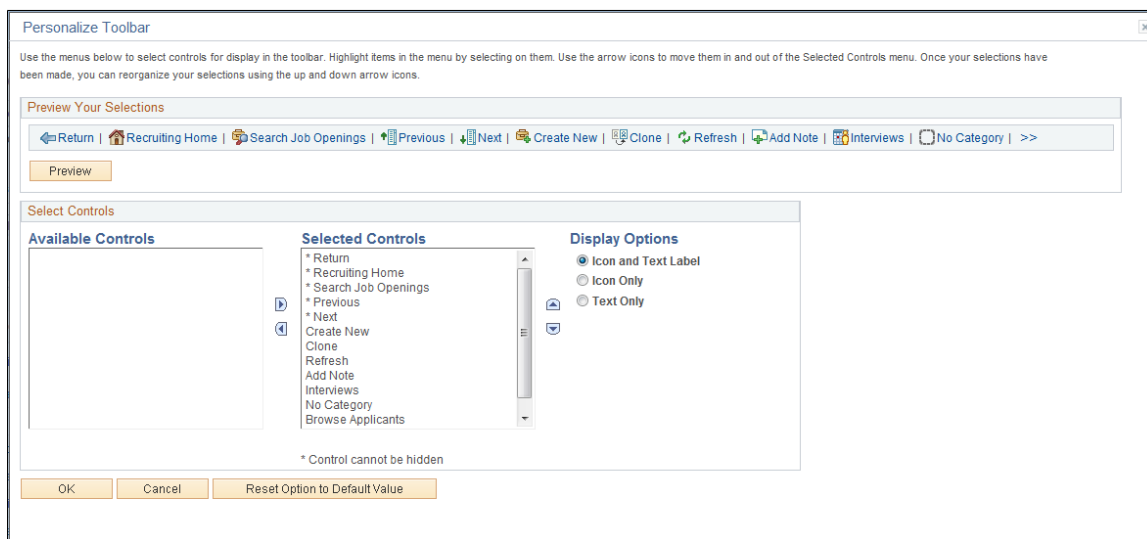 Personalize Toolbar
Use the menus below to select controls for display in the toolbar. Highlight items in the menu by selecting on them. Use the arrow icons to move them in and out of the Selected Controls menu. Once your selections have
been made, you can reorganize your selections using the up and down arrow icons.
Preview Your Selections
Return | Recruiting Home | Search Job Openings | Previous | Next | Create New | Clone | Refresh | Add Note | Interviews | No Category | >>
Preview
Select Controls
Available Controls
Selected Controls
Display Options
* Return
* Recruiting Home
* Search Job Openings
* Previous
* Next
Create New
Clone
Refresh
Add Note
Interviews
No Category
Browse Applicants
Icon and Text Label
Icon Only
Text Only
* Control cannot be hidden
OK
Cancel
Reset Option to Default Value